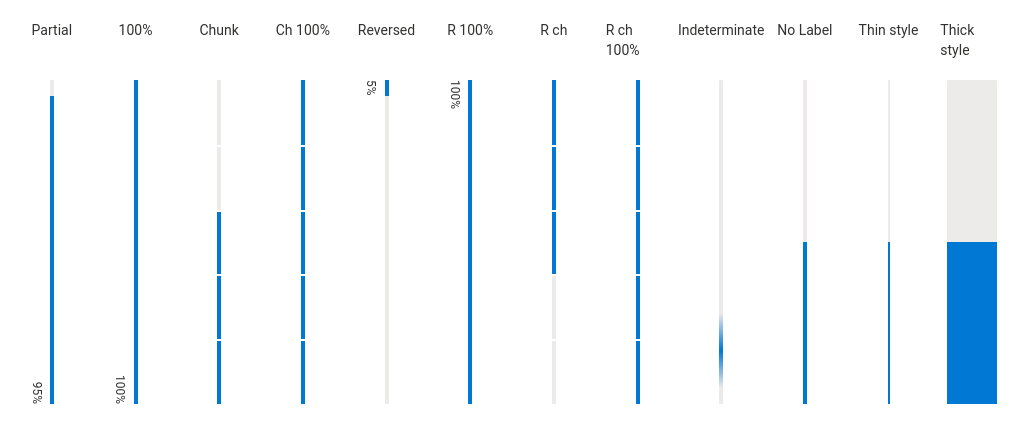 Partial
100%
Chunk
Ch 100%
Reversed
R 100%
R ch
R ch
100%
Indeterminate
No Label
Thin style
Thick
style
95%
100%
5%
100%